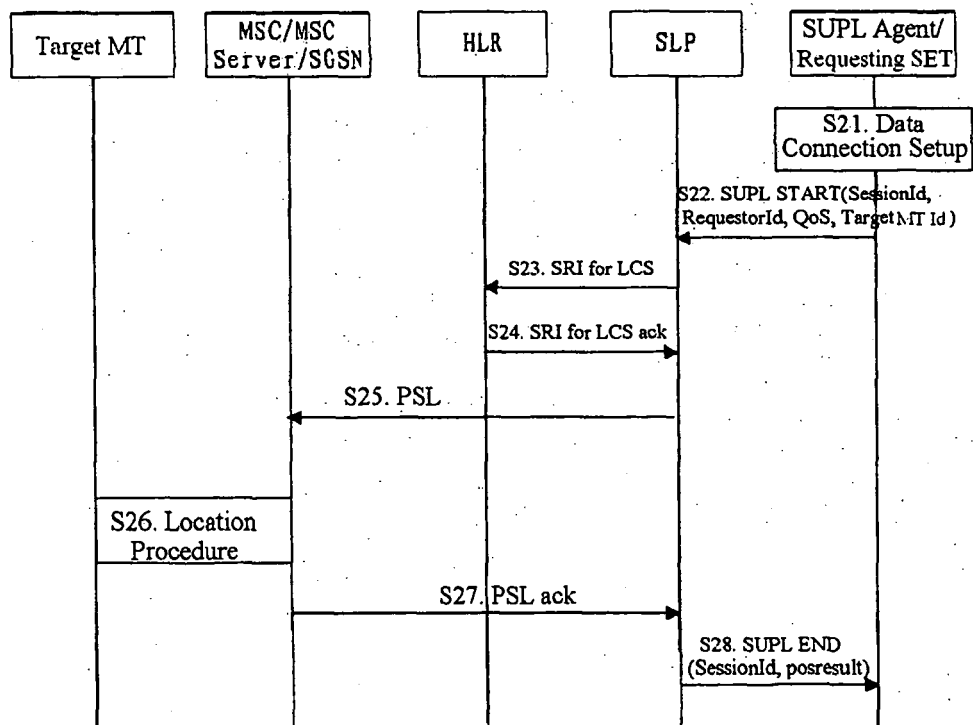 Target MT
MSC/MSC
Server/SGSN
HLR
SLP
SUPL Agent/
Requesting SET
S21. Data
Connection Setup
S22. SUPL START(SessionId,
RequestorId, QoS, Target MT Id)
S23. SRI for LCS
S24. SRI for LCS ack
S25. PSL
S26. Location
Procedure
S27. PSL ack
S28. SUPL END
(SessionId, posresult)